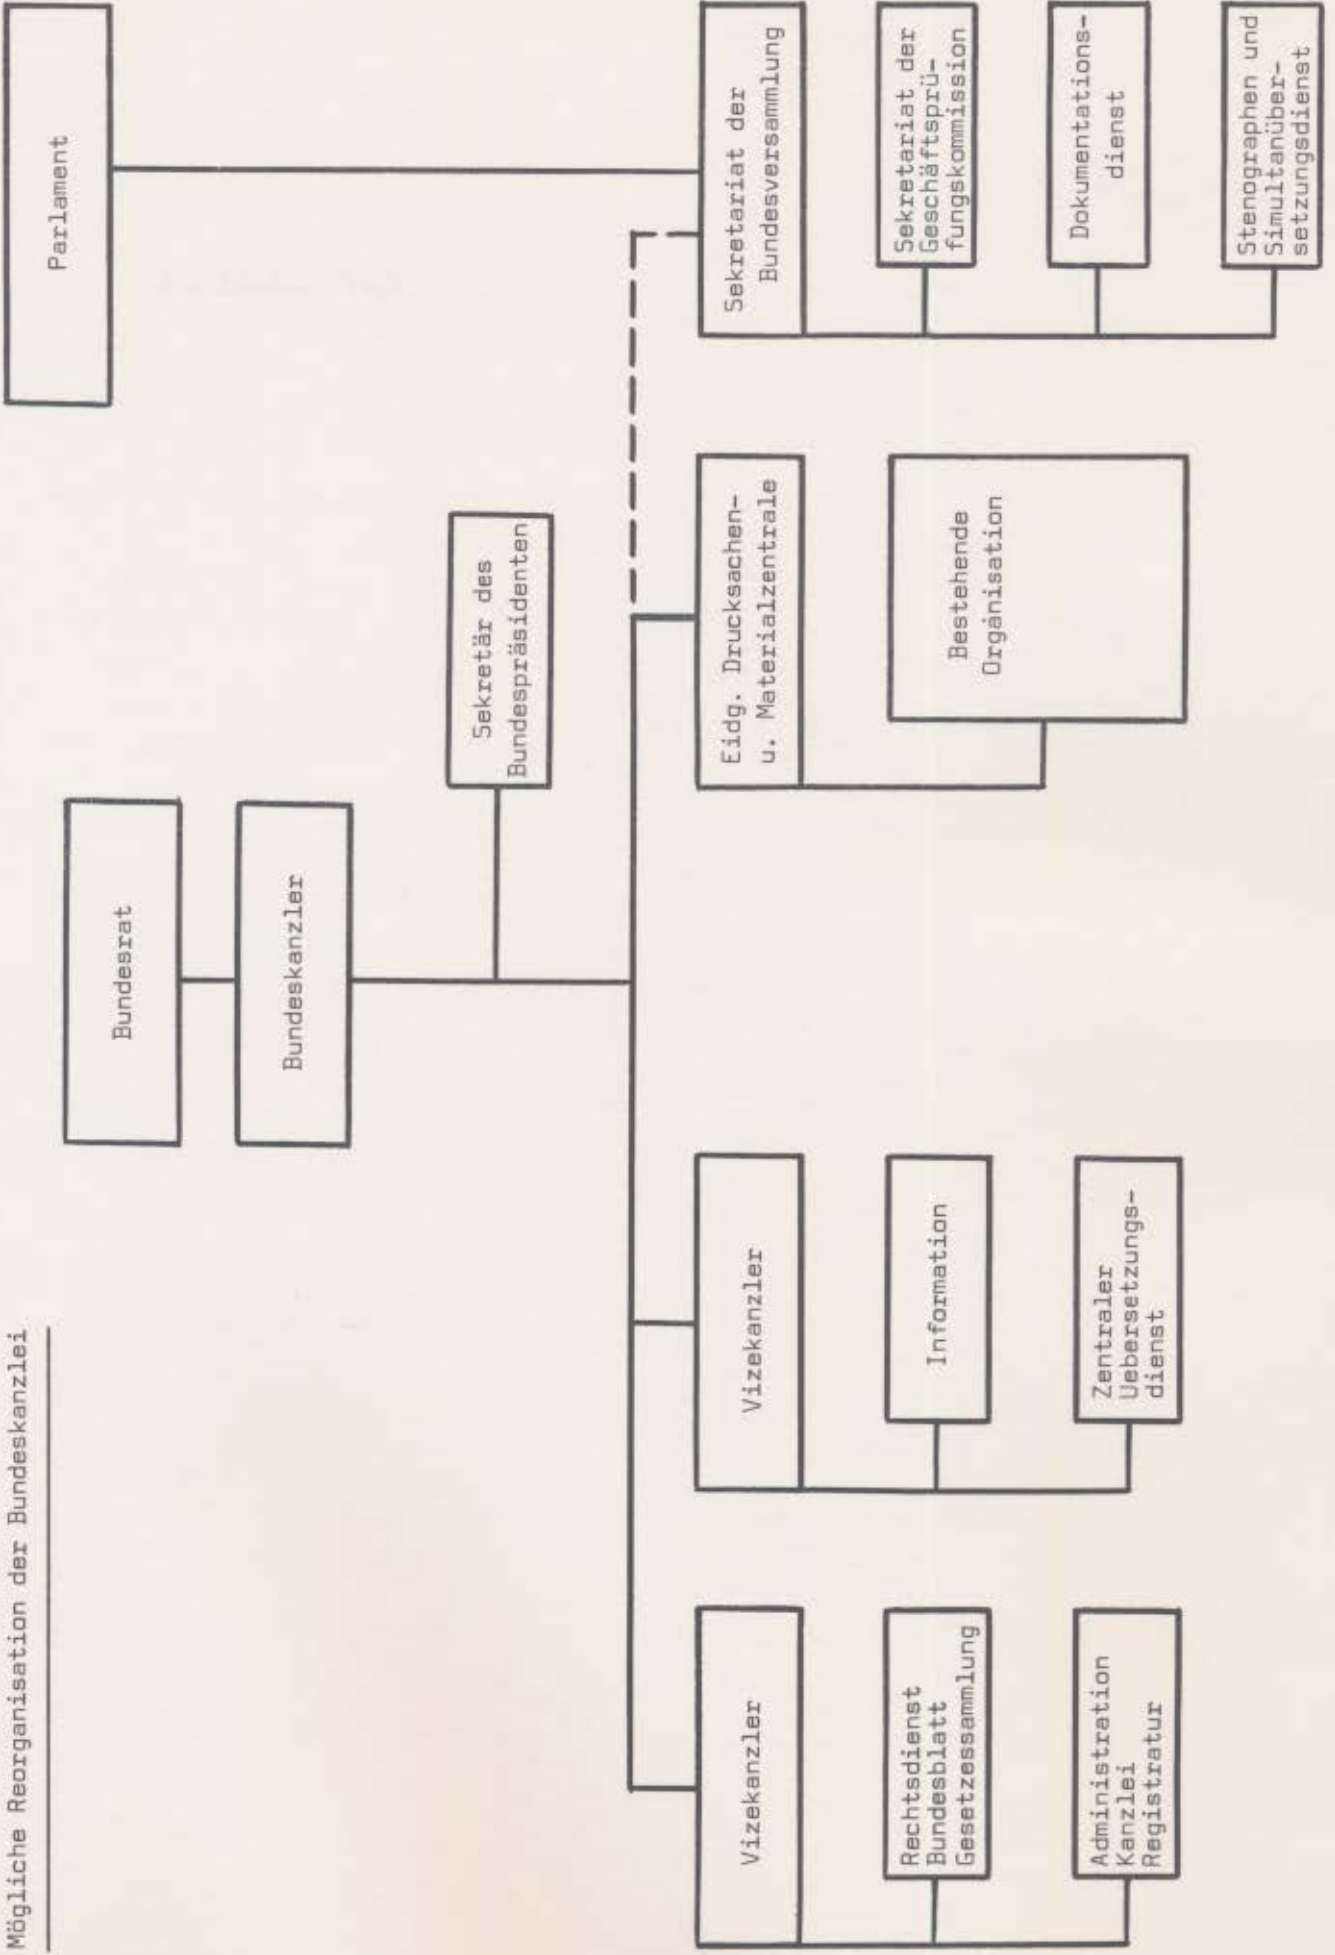 Mögliche Reorganisation der Bundeskanzlei
Parlament
Bundesrat
Bundeskanzler
Sekretär des
Bundespräsidenten
Vizekanzler
Rechtsdienst
Bundesblatt
Gesetzessammlung
Administration
Kanzlei
Registratur
Vizekanzler
Information
Zentraler
Uebersetzungs-
dienst
Eidg. Drucksachen-
u. Materialzentrale
Bestehende
Organisation
Sekretariat der
Bundesversammlung
Sekretariat der
Geschäftsprü-
fungskommission
Dokumentations-
dienst
Stenographen und
Simultanüber-
setzungsdienst